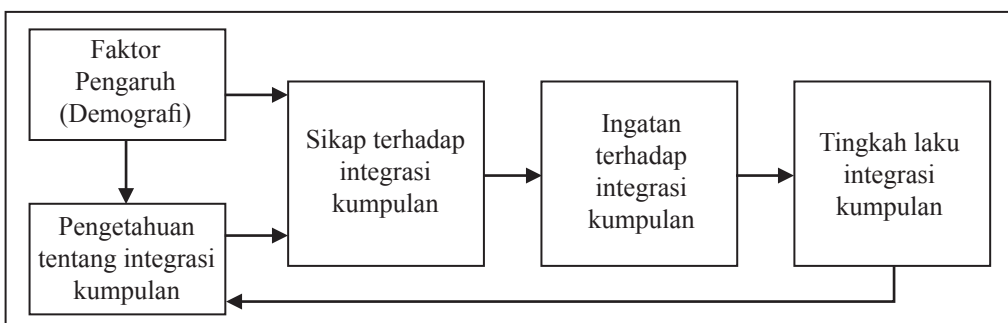 Faktor
Pengaruh
(Demografi)
Pengetahuan
tentang integrasi
kumpulan
Sikap terhadap
integrasi
kumpulan
Ingatan
terhadap
integrasi
kumpulan
Tingkah laku
integrasi
kumpulan